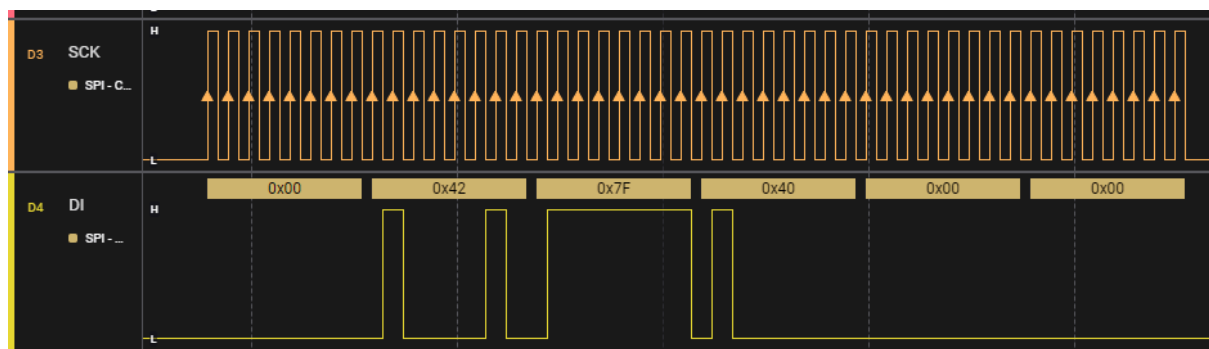 H
D3 SCK
SPI - C...
L
0x00 0x42 0x7F 0x40 0x00 0x00
D4 DI
H
SPI - ...
L